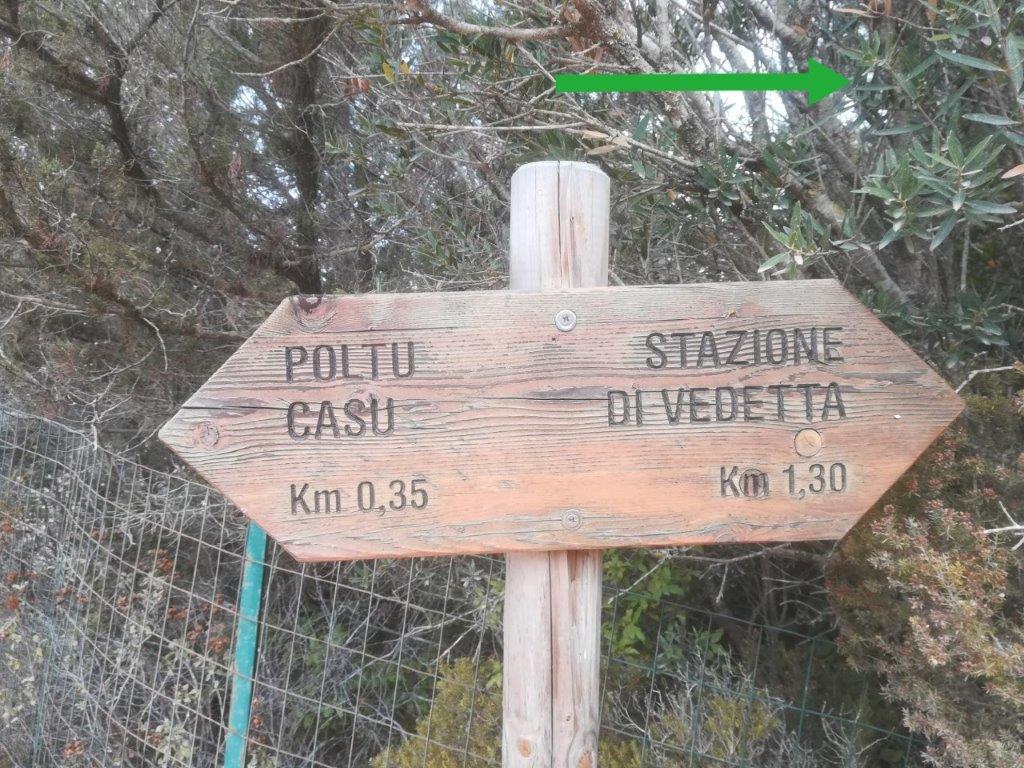 POLTU
CASU
Km 0,35
STAZIONE
DI VEDETTA
Km 1,30